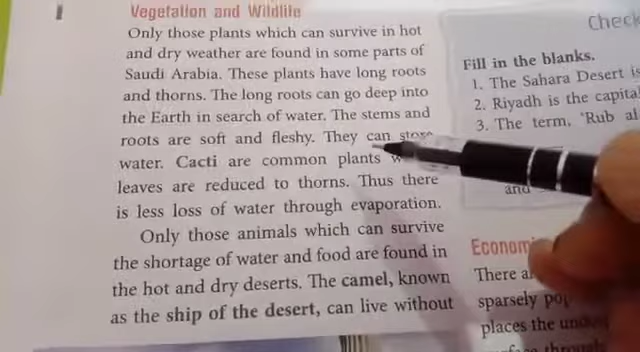 Vegetation and Wildlife
Only those plants which can survive in hot
and dry weather are found in some parts of
Saudi Arabia. These plants have long roots
and thorns. The long roots can go deep into
the Earth in search of water. The stems and
roots are soft and fleshy. They can store
water. Cacti are common plants
leaves are reduced to thorns. Thus there
is less loss of water through evaporation.
Only those animals which can survive
the shortage of water and food are found in
the hot and dry deserts. The camel, known
as the ship of the desert, can live without
Check
Fill in the blanks.
1. The Sahara Desert is
2. Riyadh is the capital
3. The term, 'Rub al
and
Econom
There a
sparsely pop
places the und
surface through